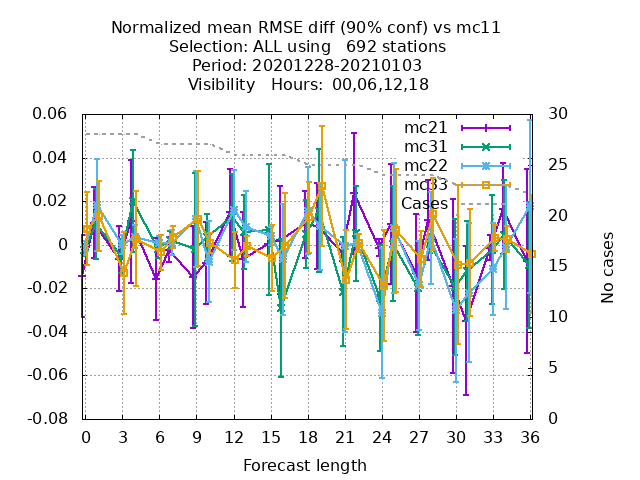 Normalized mean RMSE diff (90% conf) vs mc11
Selection: ALL using   692 stations
Period: 20201228-20210103
Visibility   Hours:  00,06,12,18
0.06
0.04
0.02
0
-0.02
-0.04
-0.06
-0.08
30
25
20
15
10
5
0
mc21
mc31
mc22
mc33
Cases
No cases
0 3 6 9 12 15 18 21 24 27 30 33 36
Forecast length